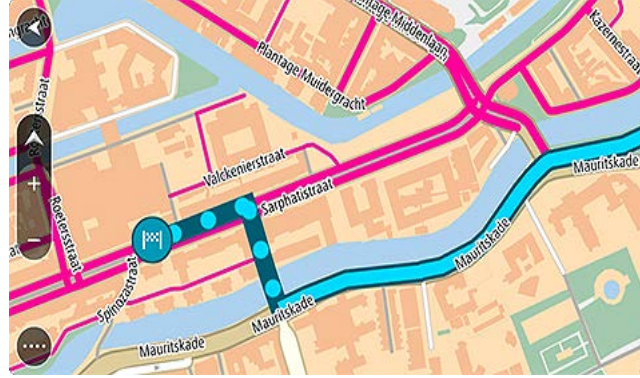 Plantage Middenlaan
Kazernestraat
Plantage Muidergracht
Valckenierstraat
Sarphatistraat
Roetersstraat
Mauritskade
Mauritskade
Spinozastraat
Mauritskade
Mauritskade